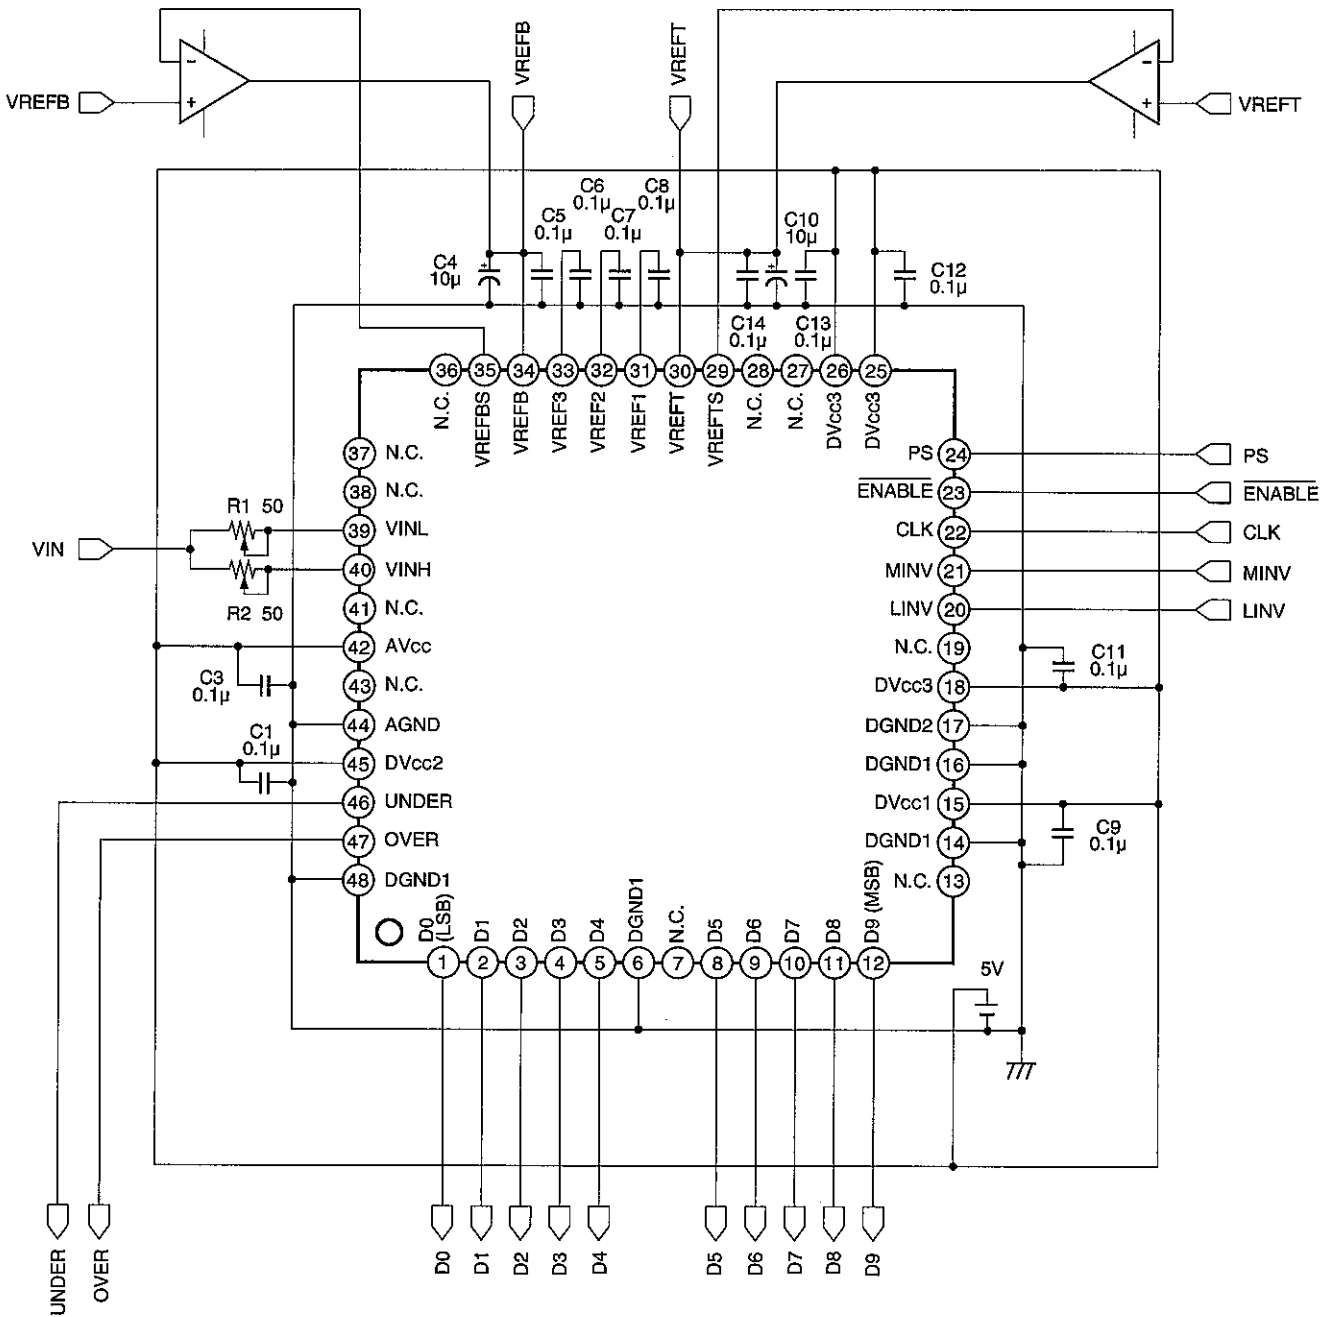 VREFB
−
+
VREFB
VREFT
−
+
VREFT
C4
10µ
C5
0.1µ
C6
0.1µ
C7
0.1µ
C8
0.1µ
C10
10µ
C12
0.1µ
C14
0.1µ
C13
0.1µ
+
+
36 35 34 33 32 31 30 29 28 27 26 25
N.C.
VREFBS
VREFB
VREF3
VREF2
VREF1
VREFT
VREFTS
N.C.
N.C.
DVcc3
DVcc3
37 N.C.
38 N.C.
R1 50
39 VINL
VIN
40 VINH
R2 50
41 N.C.
42 AVcc
C3
0.1µ
43 N.C.
44 AGND
C1
0.1µ
45 DVcc2
46 UNDER
47 OVER
48 DGND1
PS 24 PS
ENABLE 23 ENABLE
CLK 22 CLK
MINV 21 MINV
LINV 20 LINV
N.C. 19
C11
0.1µ
DVcc3 18
DGND2 17
DGND1 16
DVcc1 15
C9
0.1µ
DGND1 14
N.C. 13
D0
(LSB)
D1
D2
D3
D4
DGND1
N.C.
D5
D6
D7
D8
D9 (MSB)
1 2 3 4 5 6 7 8 9 10 11 12
5V
UNDER
OVER
D0
D1
D2
D3
D4
D5
D6
D7
D8
D9